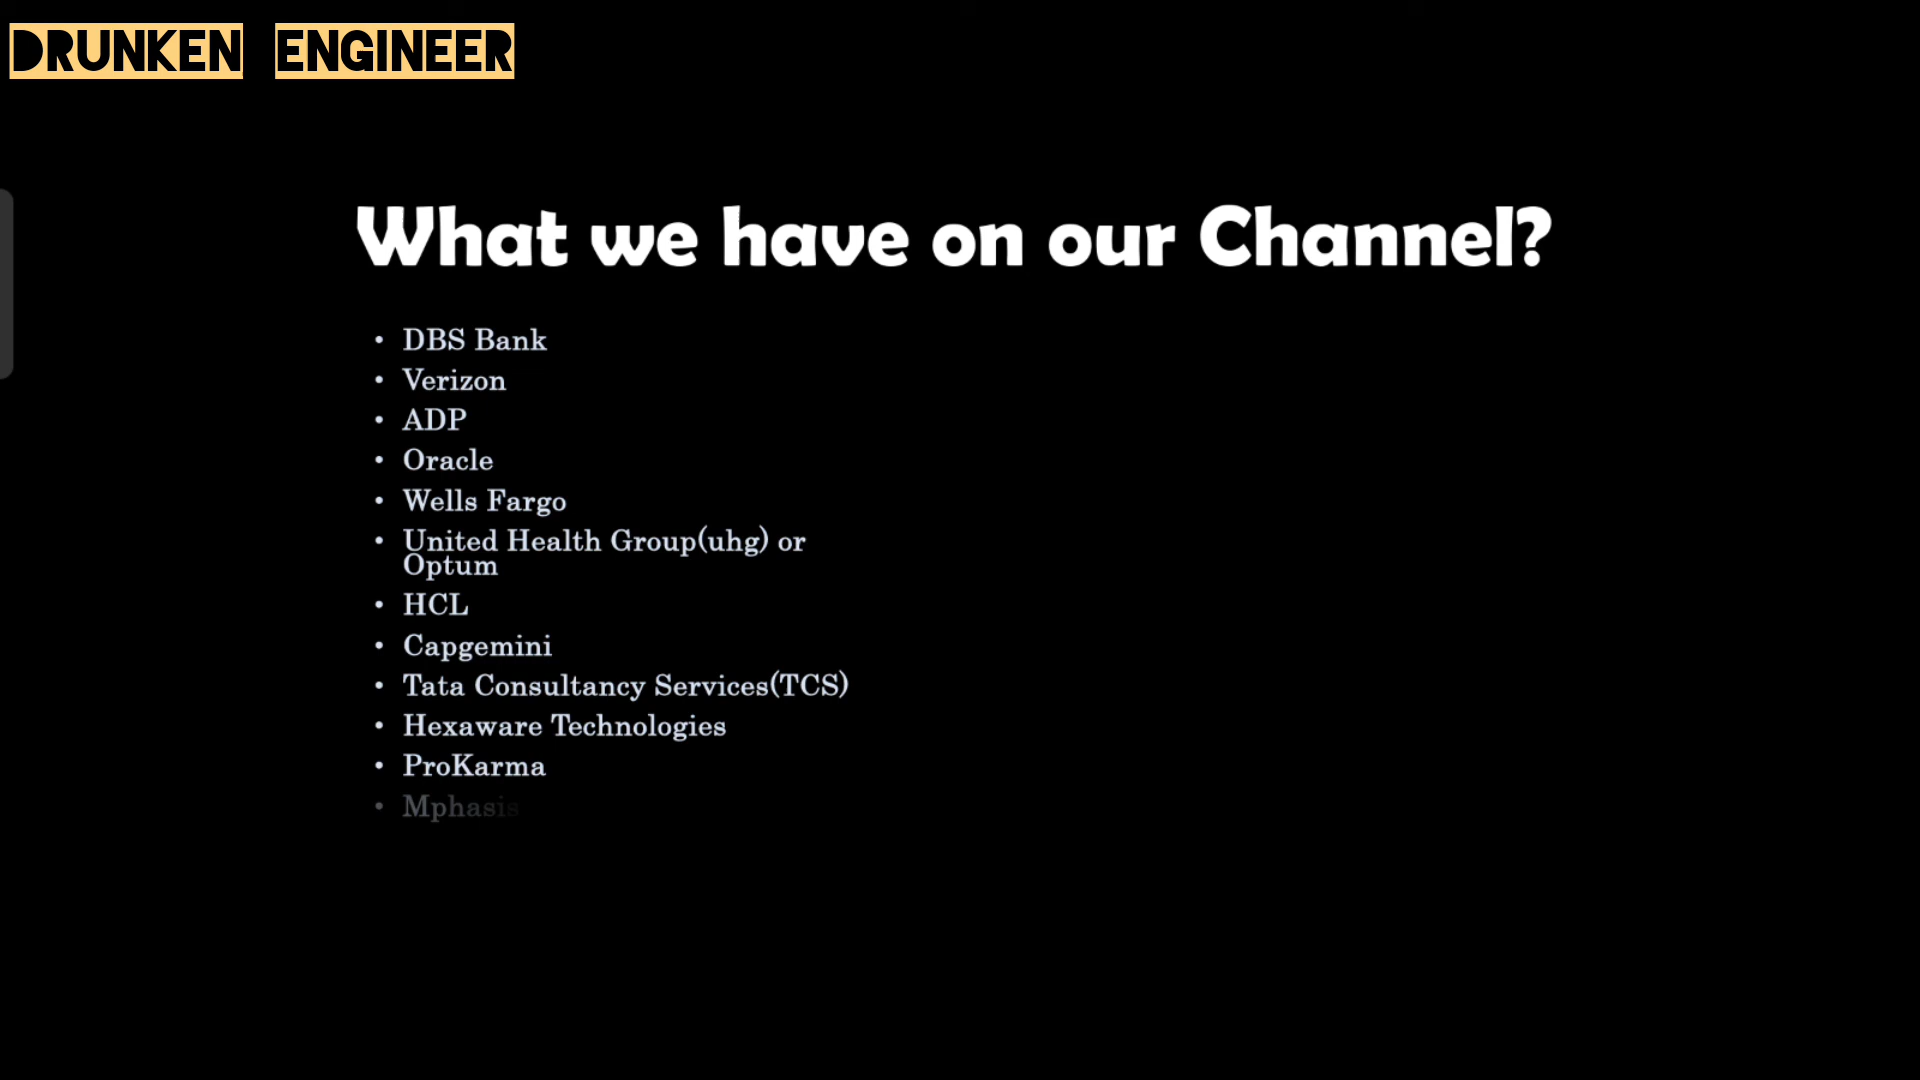 DRUNKEN ENGINEER
What we have on our Channel?
• DBS Bank
• Verizon
• ADP
• Oracle
• Wells Fargo
• United Health Group(uhg) or
Optum
• HCL
• Capgemini
• Tata Consultancy Services(TCS)
• Hexaware Technologies
• ProKarma
• Mphasis